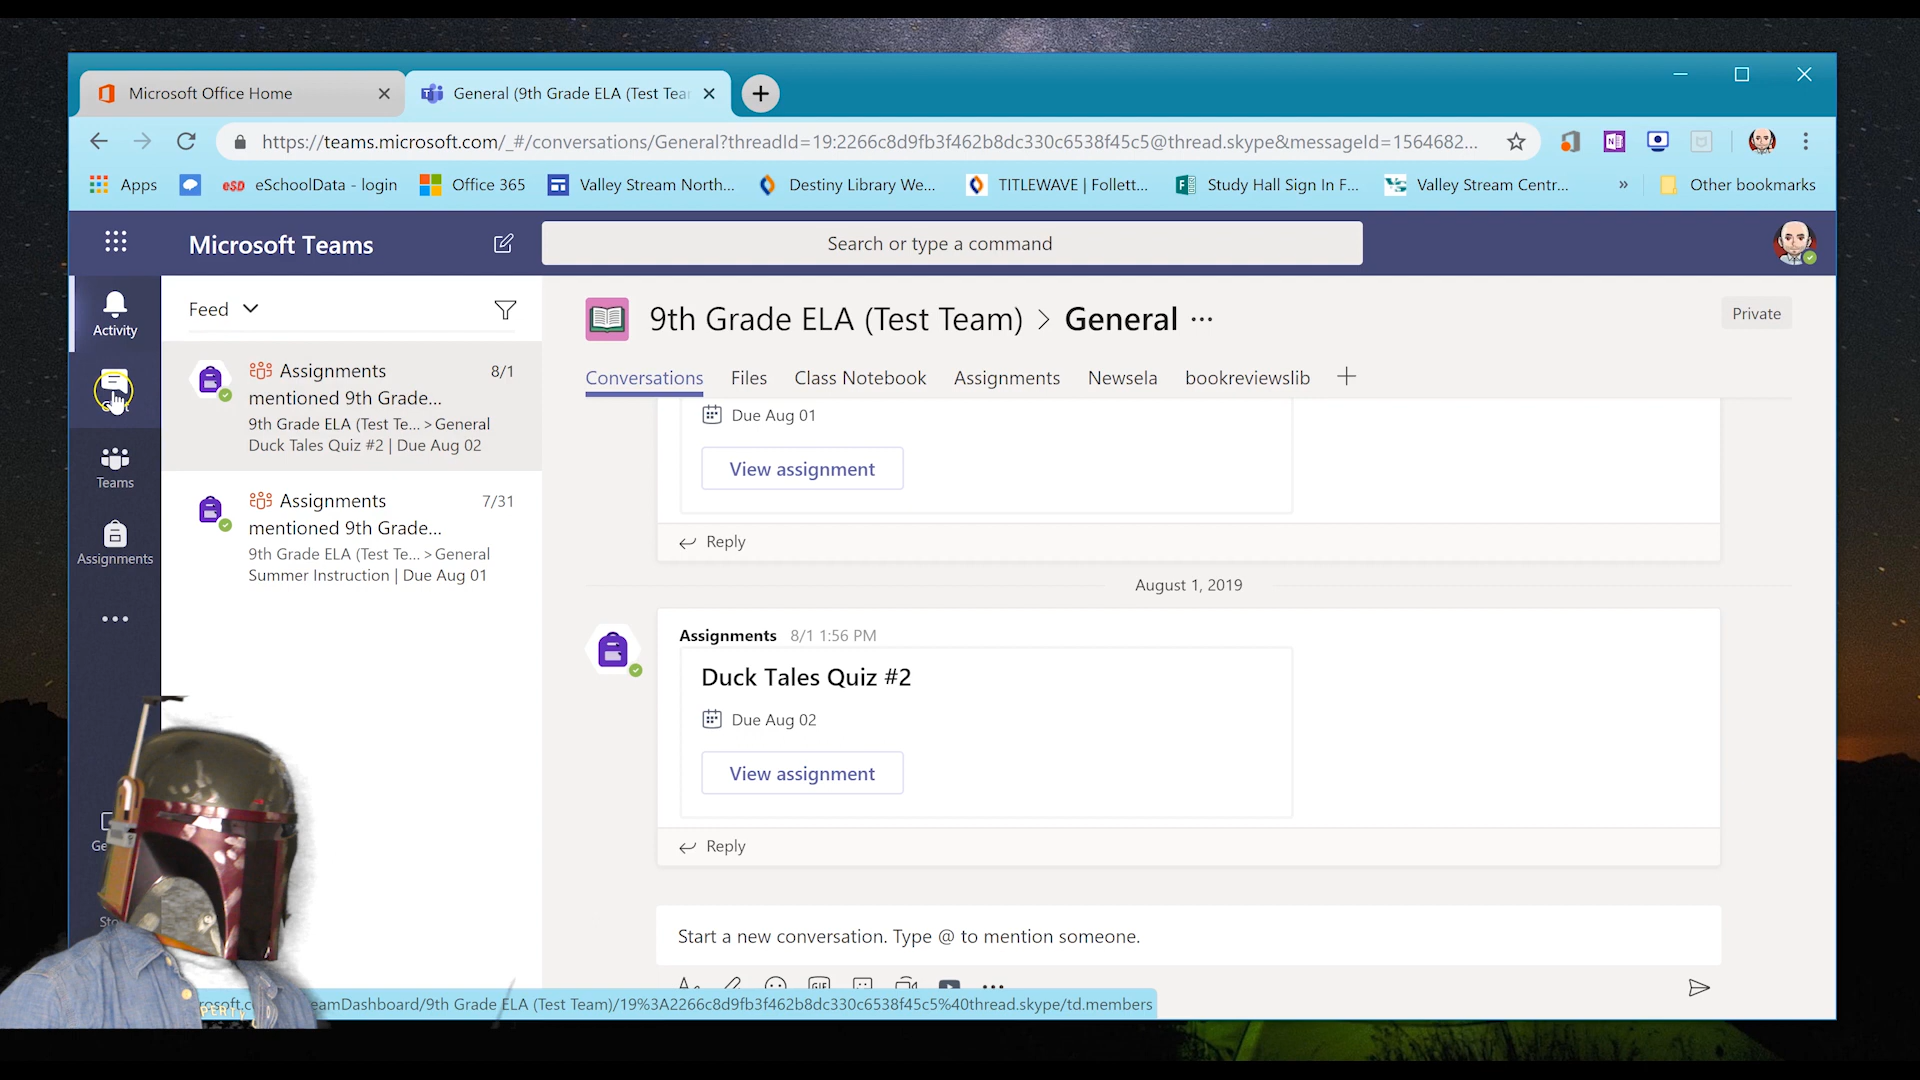 Microsoft Office Home
General (9th Grade ELA (Test Tea
https://teams.microsoft.com/_#/conversations/General?threadId=19:2266c8d9fb3f462b8dc330c6538f45c5@thread.skype&messageId=1564682...
Apps
eSD eSchoolData - login
Office 365
Valley Stream North...
Destiny Library We...
TITLEWAVE | Follett...
Study Hall Sign In F...
Valley Stream Centr...
»
Other bookmarks
Microsoft Teams
Search or type a command
Activity
Teams
Assignments
Feed
Assignments 8/1
mentioned 9th Grade...
9th Grade ELA (Test Te... > General
Duck Tales Quiz #2 | Due Aug 02
Assignments 7/31
mentioned 9th Grade...
9th Grade ELA (Test Te... > General
Summer Instruction | Due Aug 01
9th Grade ELA (Test Team) > General ...
Private
Conversations
Files
Class Notebook
Assignments
Newsela
bookreviewslib
Due Aug 01
View assignment
Reply
August 1, 2019
Assignments 8/1 1:56 PM
Duck Tales Quiz #2
Due Aug 02
View assignment
Reply
Start a new conversation. Type @ to mention someone.
GIF
eamDashboard/9th Grade ELA (Test Team)/19%3A2266c8d9fb3f462b8dc330c6538f45c5%40thread.skype/td.members